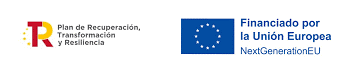 Plan de Recuperación,
Transformación
y Resiliencia
Financiado por
la Unión Europea
NextGenerationEU